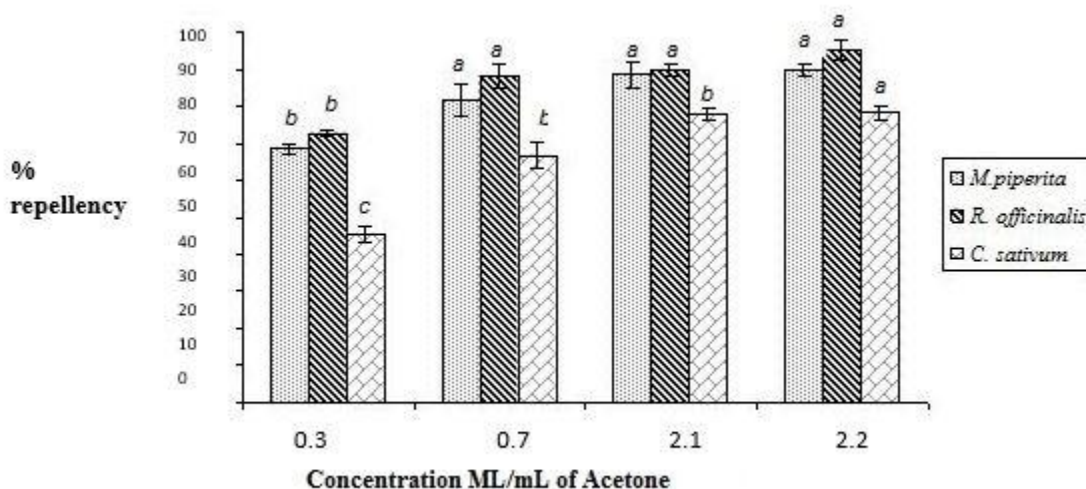 100
90
80
70
60
50
40
30
20
10
0
%
repellency
b b c
a a
a a b
a a a
M.piperita
R. officinalis
C. sativum
0.3 0.7 2.1 2.2
Concentration ML/mL of Acetone